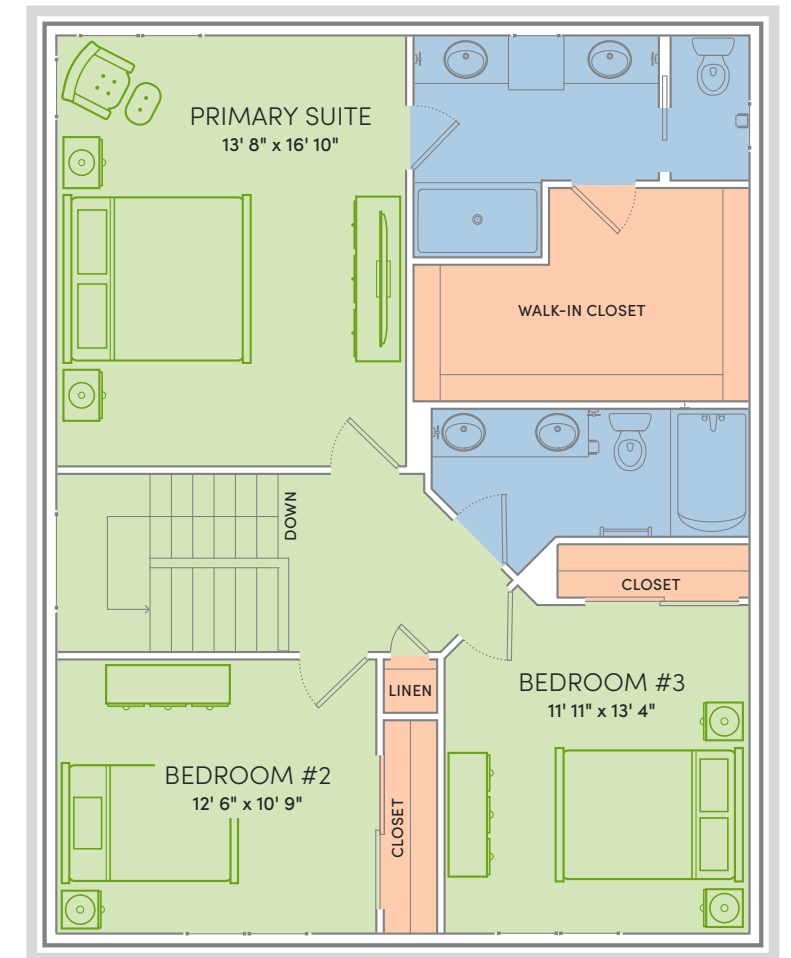 PRIMARY SUITE
13' 8" x 16' 10"
WALK-IN CLOSET
DOWN
CLOSET
LINEN
BEDROOM #3
11' 11" x 13' 4"
BEDROOM #2
12' 6" x 10' 9"
CLOSET